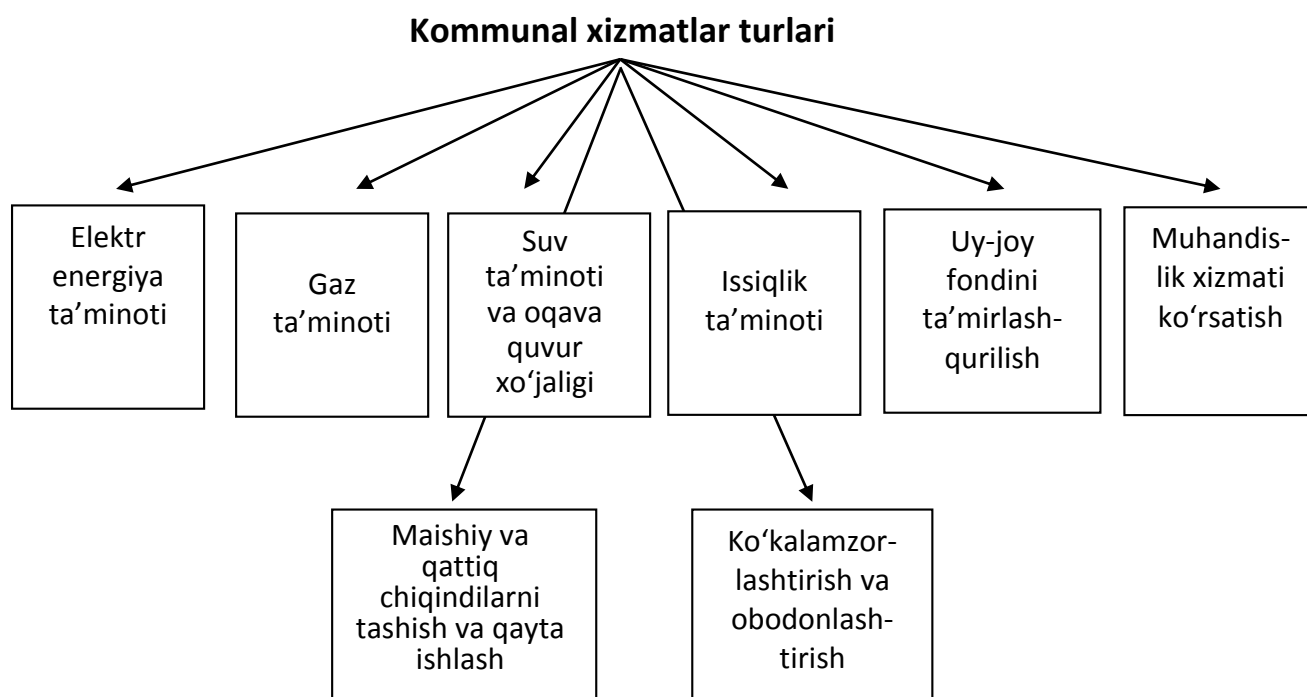 Kommunal xizmatlar turlari
Elektr
energiya
ta’minoti
Gaz
ta’minoti
Suv
ta’minoti
va oqava
quvur
xo‘jaligi
Issiqlik
ta’minoti
Uy-joy
fondini
ta’mirlash-
qurilish
Muhandis-
lik xizmati
ko‘rsatish
Maishiy va
qattiq
chiqindilarni
tashish va qayta
ishlash
Ko‘kalamzor-
lashtirish va
obodonlash-
tirish